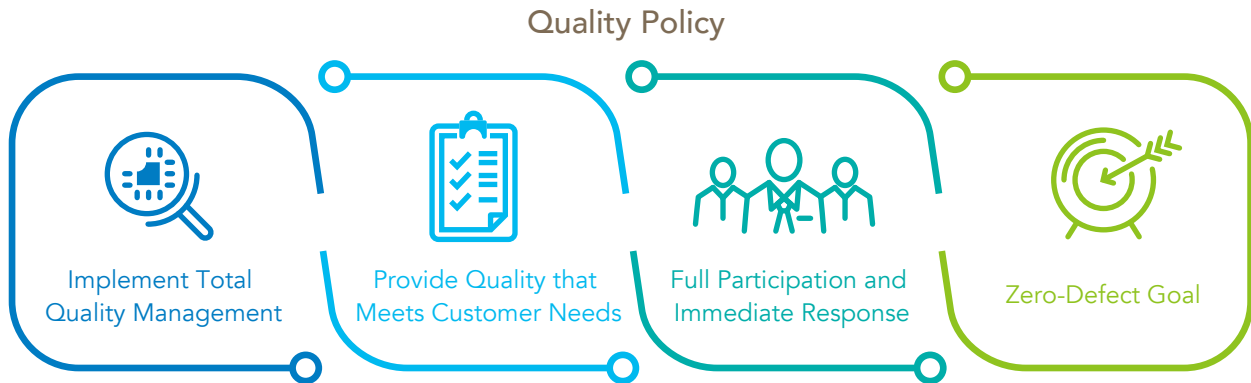 Quality Policy
Implement Total
Quality Management
Provide Quality that
Meets Customer Needs
Full Participation and
Immediate Response
Zero-Defect Goal